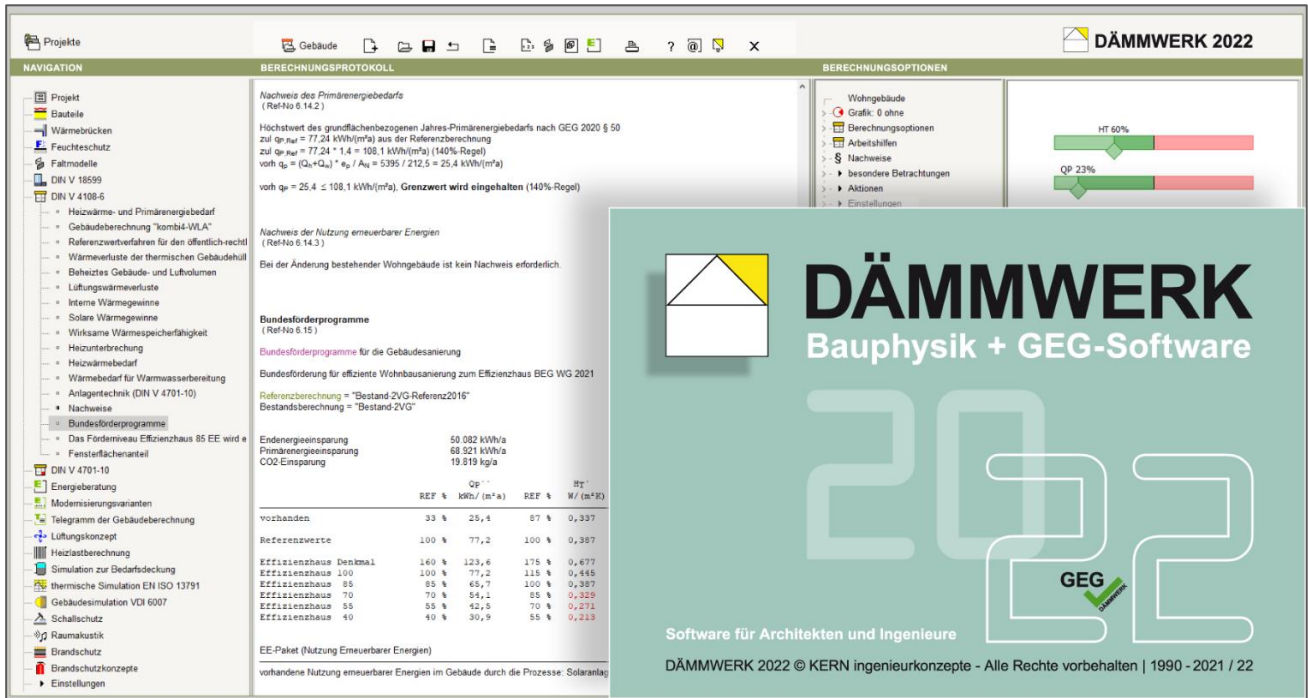 Projekte
Gebäude
DÄMMWERK 2022
NAVIGATION
BERECHNUNGSPROTOKOLL
BERECHNUNGSOPTIONEN
Projekt
Bauteile
Wärmebrücken
Feuchteschutz
Faltmodelle
DIN V 18599
DIN V 4108-6
Heizwärme- und Primärenergiebedarf
Gebäudeberechnung "kombi4-WLA"
Referenzwertverfahren für den öffentlich-rechtl
Wärmeverluste der thermischen Gebäudehüll
Beheiztes Gebäude- und Luftvolumen
Lüftungswärmeverluste
Interne Wärmegewinne
Solare Wärmegewinne
Wirksame Wärmespeicherfähigkeit
Heizunterbrechung
Heizwärmebedarf
Wärmebedarf für Warmwasserbereitung
Anlagentechnik (DIN V 4701-10)
Nachweise
Bundesförderprogramme
Das Förderniveau Effizienzhaus 85 EE wird e
Fensterflächenanteil
DIN V 4701-10
Energieberatung
Modernisierungsvarianten
Telegramm der Gebäudeberechnung
Lüftungskonzept
Heizlastberechnung
Simulation zur Bedarfsdeckung
thermische Simulation EN ISO 13791
Gebäudesimulation VDI 6007
Schallschutz
Raumakustik
Brandschutz
Brandschutzkonzepte
Einstellungen
Nachweis des Primärenergiebedarfs
( Ref-No 6.14.2 )
Höchstwert des grundflächenbezogenen Jahres-Primärenergiebedarfs nach GEG 2020 § 50
zul qP,Ref = 77,24 kWh/(m²a) aus der Referenzberechnung
zul qP,Ref = 77,24 * 1,4 = 108,1 kWh/(m²a) (140%-Regel)
vorh qp = (Qh+Qw) * ep / AN = 5395 / 212,5 = 25,4 kWh/(m²a)
vorh qP = 25,4 ≤ 108,1 kWh/(m²a), Grenzwert wird eingehalten (140%-Regel)
Nachweis der Nutzung erneuerbarer Energien
( Ref-No 6.14.3 )
Bei der Änderung bestehender Wohngebäude ist kein Nachweis erforderlich.
Bundesförderprogramme
( Ref-No 6.15 )
Bundesförderprogramme für die Gebäudesanierung
Bundesförderung für effiziente Wohnbausanierung zum Effizienzhaus BEG WG 2021
Referenzberechnung = "Bestand-2VG-Referenz2016"
Bestandsberechnung = "Bestand-2VG"
Endenergieeinsparung 50.082 kWh/a
Primärenergieeinsparung 68.921 kWh/a
CO2-Einsparung 19.819 kg/a
QP´´ HT´
REF % kWh/(m²a) REF % W/(m²K)
vorhanden 33 % 25,4 87 % 0,337
Referenzwerte 100 % 77,2 100 % 0,387
Effizienzhaus Denkmal 160 % 123,6 175 % 0,677
Effizienzhaus 100 100 % 77,2 115 % 0,445
Effizienzhaus 85 85 % 65,7 100 % 0,387
Effizienzhaus 70 70 % 54,1 85 % 0,329
Effizienzhaus 55 55 % 42,5 70 % 0,271
Effizienzhaus 40 40 % 30,9 55 % 0,213
EE-Paket (Nutzung Erneuerbarer Energien)
vorhandene Nutzung erneuerbarer Energien im Gebäude durch die Prozesse: Solaranlag
Wohngebäude
Grafik: 0 ohne
Berechnungsoptionen
Arbeitshilfen
§ Nachweise
besondere Betrachtungen
Aktionen
Einstellungen
HT 60%
QP 23%
DÄMMWERK
Bauphysik + GEG-Software
2022
GEG
DÄMMWERK
Software für Architekten und Ingenieure
DÄMMWERK 2022 © KERN ingenieurkonzepte - Alle Rechte vorbehalten | 1990 - 2021 / 22